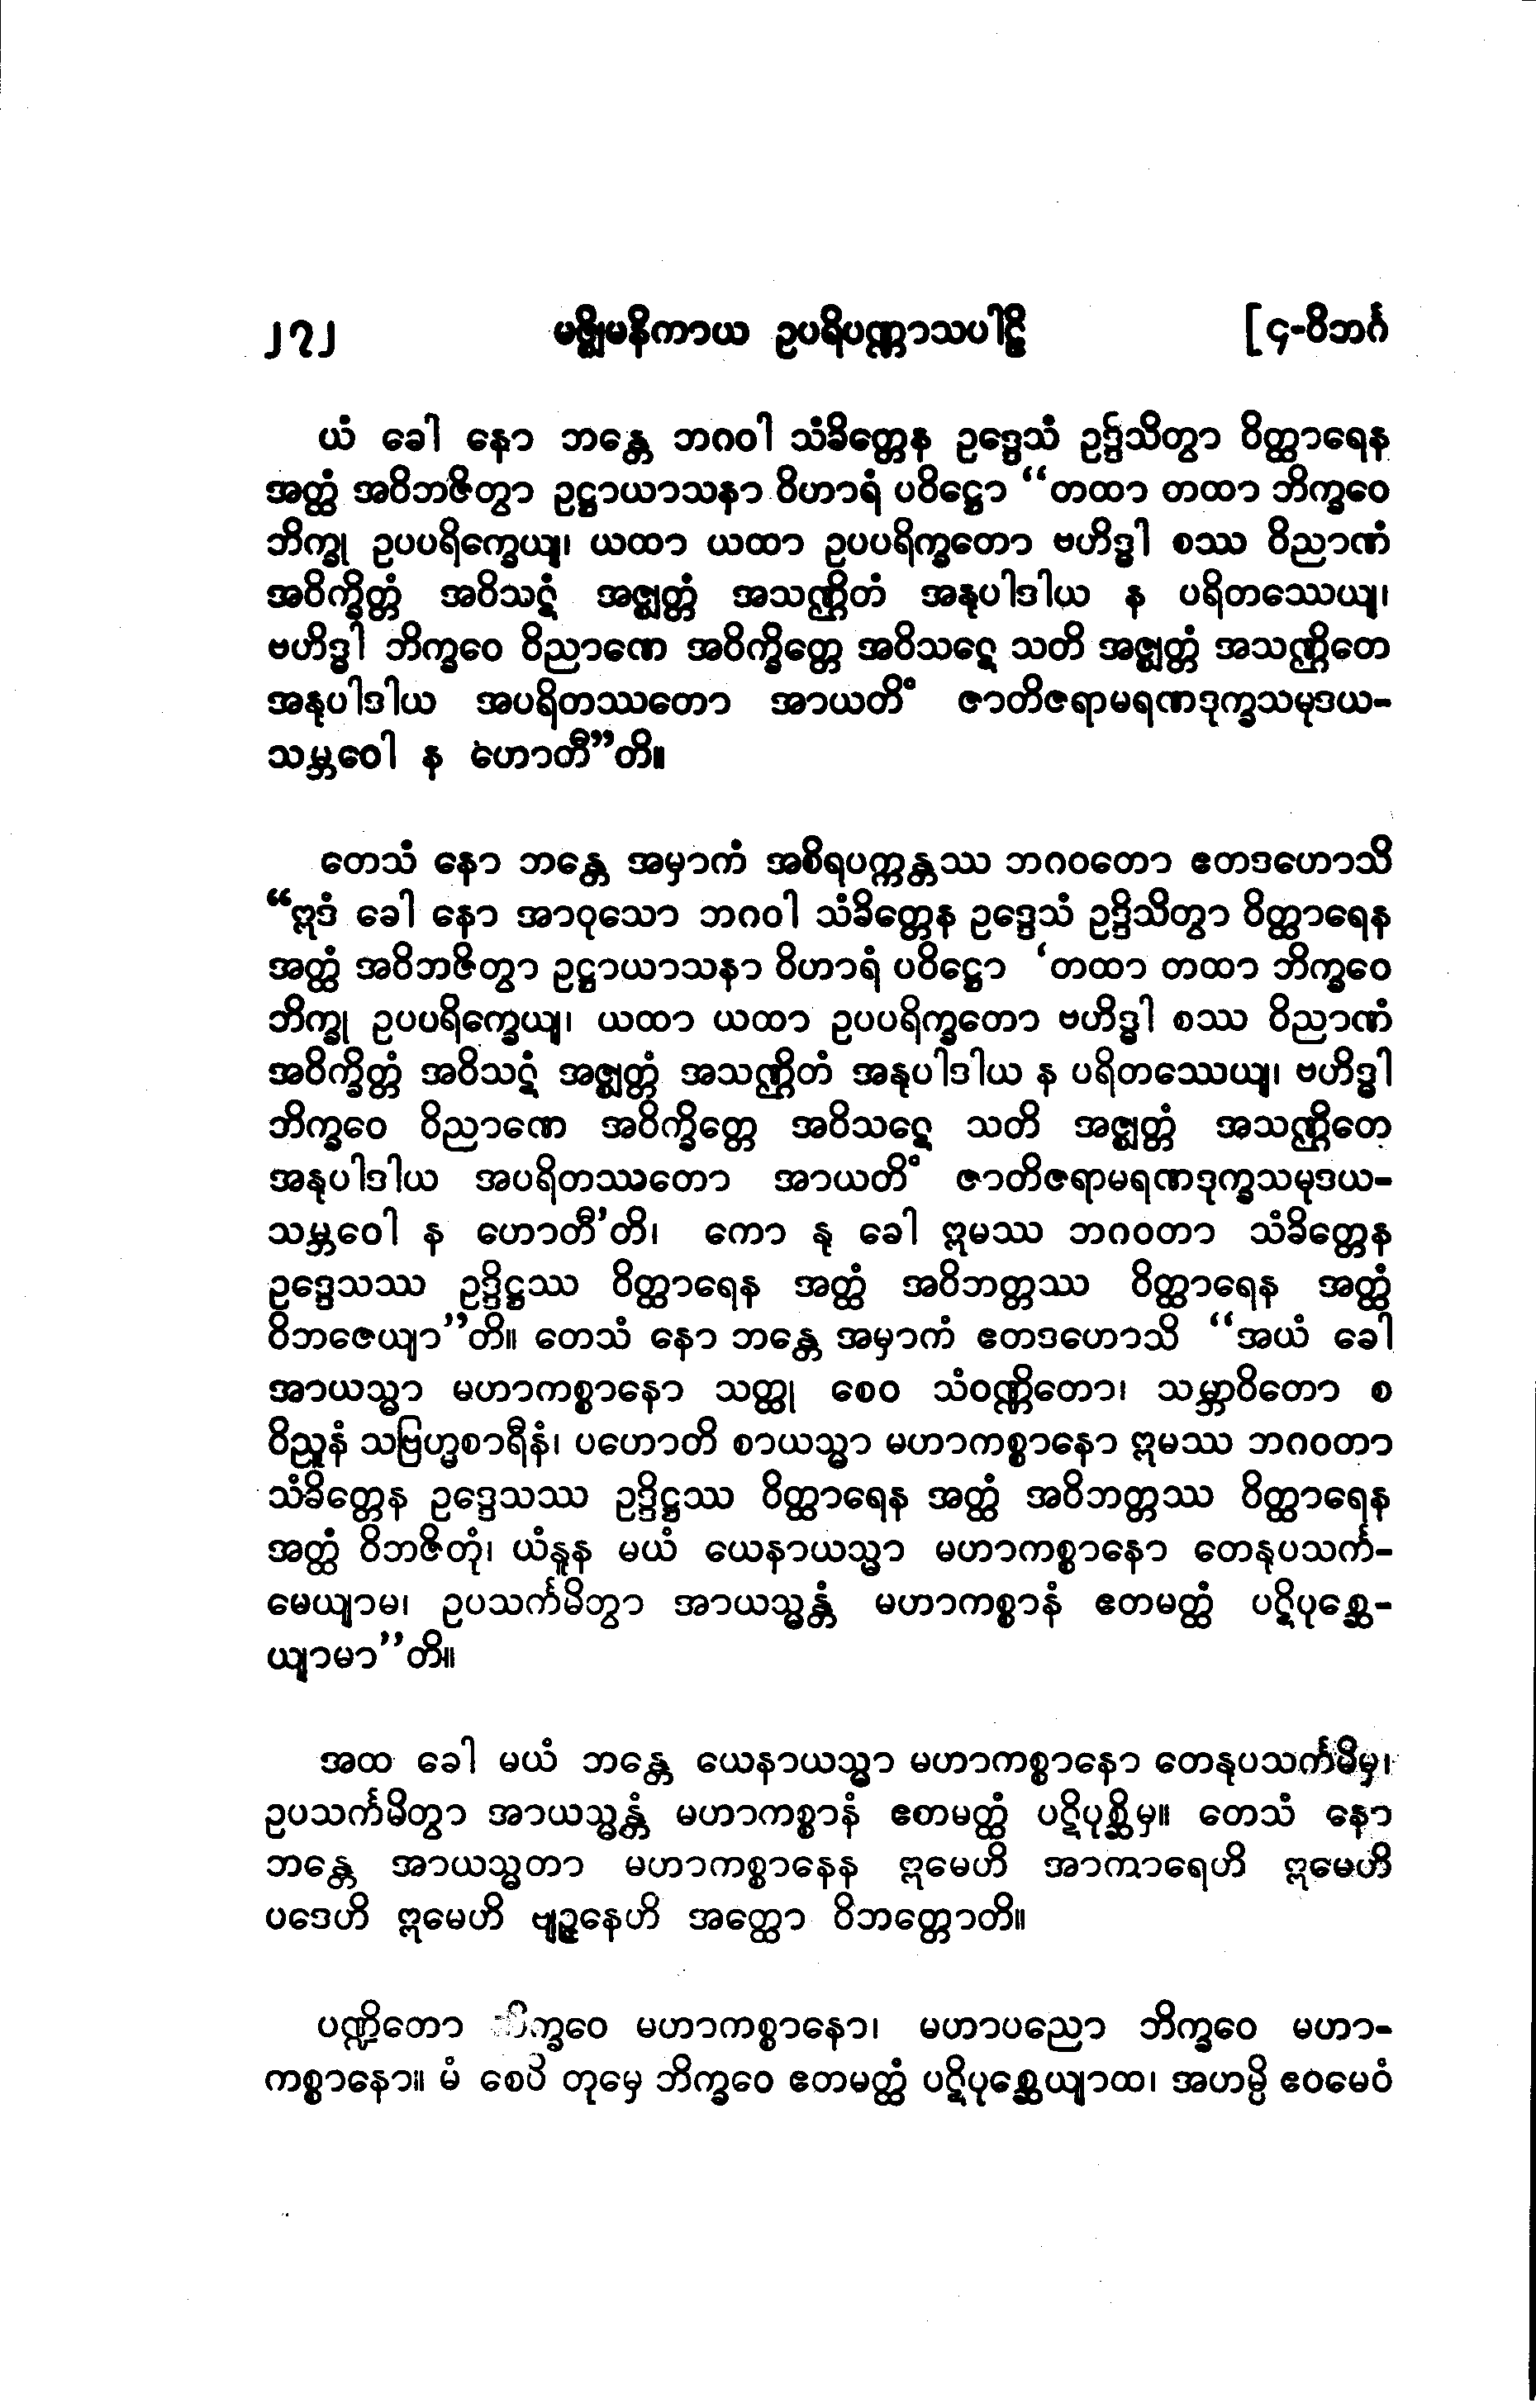 ၂၇၂ မဇ္ဈိမနိကာယ ဥပရိပဏ္ဏာသပါဠိ [၄-ဝိဘင်္ဂ
ယံ ခေါ နော ဘန္တေ ဘဂဝါ သံခိတ္တေန ဥဒ္ဒေသံ ဥဒ္ဒိသိတွာ ဝိတ္ထာရေန
အတ္ထံ အဝိဘဇိတွာ ဥဋ္ဌာယာသနာ ဝိဟာရံ ပဝိဋ္ဌော “တထာ တထာ ဘိက္ခဝေ
ဘိက္ခု ဥပပရိက္ခေယျ၊ ယထာ ယထာ ဥပပရိက္ခတော ဗဟိဒ္ဓါ စဿ ဝိညာဏံ
အဝိက္ခိတ္တံ အဝိသဋံ အဇ္ဈတ္တံ အသဏ္ဌိတံ အနုပါဒါယ န ပရိတဿေယျ၊
ဗဟိဒ္ဓါ ဘိက္ခဝေ ဝိညာဏေ အဝိက္ခိတ္တေ အဝိသဋေ သတိ အဇ္ဈတ္တံ အသဏ္ဌိတေ
အနုပါဒါယ အပရိတဿတော အာယတိံ ဇာတိဇရာမရဏဒုက္ခသမုဒယ-
သမ္ဘဝေါ န ဟောတီ”တိ။
တေသံ နော ဘန္တေ အမှာကံ အစိရပက္ကန္တဿ ဘဂဝတော ဧတဒဟောသိ
“ဣဒံ ခေါ နော အာဝုသော ဘဂဝါ သံခိတ္တေန ဥဒ္ဒေသံ ဥဒ္ဒိသိတွာ ဝိတ္ထာရေန
အတ္ထံ အဝိဘဇိတွာ ဥဋ္ဌာယာသနာ ဝိဟာရံ ပဝိဋ္ဌော ‘တထာ တထာ ဘိက္ခဝေ
ဘိက္ခု ဥပပရိက္ခေယျ၊ ယထာ ယထာ ဥပပရိက္ခတော ဗဟိဒ္ဓါ စဿ ဝိညာဏံ
အဝိက္ခိတ္တံ အဝိသဋံ အဇ္ဈတ္တံ အသဏ္ဌိတံ အနုပါဒါယ န ပရိတဿေယျ၊ ဗဟိဒ္ဓါ
ဘိက္ခဝေ ဝိညာဏေ အဝိက္ခိတ္တေ အဝိသဋေ သတိ အဇ္ဈတ္တံ အသဏ္ဌိတေ
အနုပါဒါယ အပရိတဿတော အာယတိံ ဇာတိဇရာမရဏဒုက္ခသမုဒယ-
သမ္ဘဝေါ န ဟောတီ’တိ၊ ကော နု ခေါ ဣမဿ ဘဂဝတာ သံခိတ္တေန
ဥဒ္ဒေသဿ ဥဒ္ဒိဋ္ဌဿ ဝိတ္ထာရေန အတ္ထံ အဝိဘတ္တဿ ဝိတ္ထာရေန အတ္ထံ
ဝိဘဇေယျာ”တိ။ တေသံ နော ဘန္တေ အမှာကံ ဧတဒဟောသိ “အယံ ခေါ
အာယသ္မာ မဟာကစ္စာနော သတ္ထု စေဝ သံဝဏ္ဏိတော၊ သမ္ဘာဝိတော စ
ဝိညူနံ သဗြဟ္မစာရီနံ၊ ပဟောတိ စာယသ္မာ မဟာကစ္စာနော ဣမဿ ဘဂဝတာ
သံခိတ္တေန ဥဒ္ဒေသဿ ဥဒ္ဒိဋ္ဌဿ ဝိတ္ထာရေန အတ္ထံ အဝိဘတ္တဿ ဝိတ္ထာရေန
အတ္ထံ ဝိဘဇိတုံ၊ ယံနူန မယံ ယေနာယသ္မာ မဟာကစ္စာနော တေနုပသင်္က-
မေယျာမ၊ ဥပသင်္ကမိတွာ အာယသ္မန္တံ မဟာကစ္စာနံ ဧတမတ္ထံ ပဋိပုစ္ဆေ-
ယျာမာ”တိ။
အထ ခေါ မယံ ဘန္တေ ယေနာယသ္မာ မဟာကစ္စာနော တေနုပသင်္ကမိမှ၊
ဥပသင်္ကမိတွာ အာယသ္မန္တံ မဟာကစ္စာနံ ဧတမတ္ထံ ပဋိပုစ္ဆိမှ။ တေသံ နော
ဘန္တေ အာယသ္မတာ မဟာကစ္စာနေန ဣမေဟိ အာကာရေဟိ ဣမေဟိ
ပဒေဟိ ဣမေဟိ ဗျဉ္ဇနေဟိ အတ္ထော ဝိဘတ္တောတိ။
ပဏ္ဍိတော ဘိက္ခဝေ မဟာကစ္စာနော၊ မဟာပညော ဘိက္ခဝေ မဟာ-
ကစ္စာနော။ မံ စေပိ တုမှေ ဘိက္ခဝေ ဧတမတ္ထံ ပဋိပုစ္ဆေယျာထ၊ အဟမ္ပိ ဧဝမေဝံ